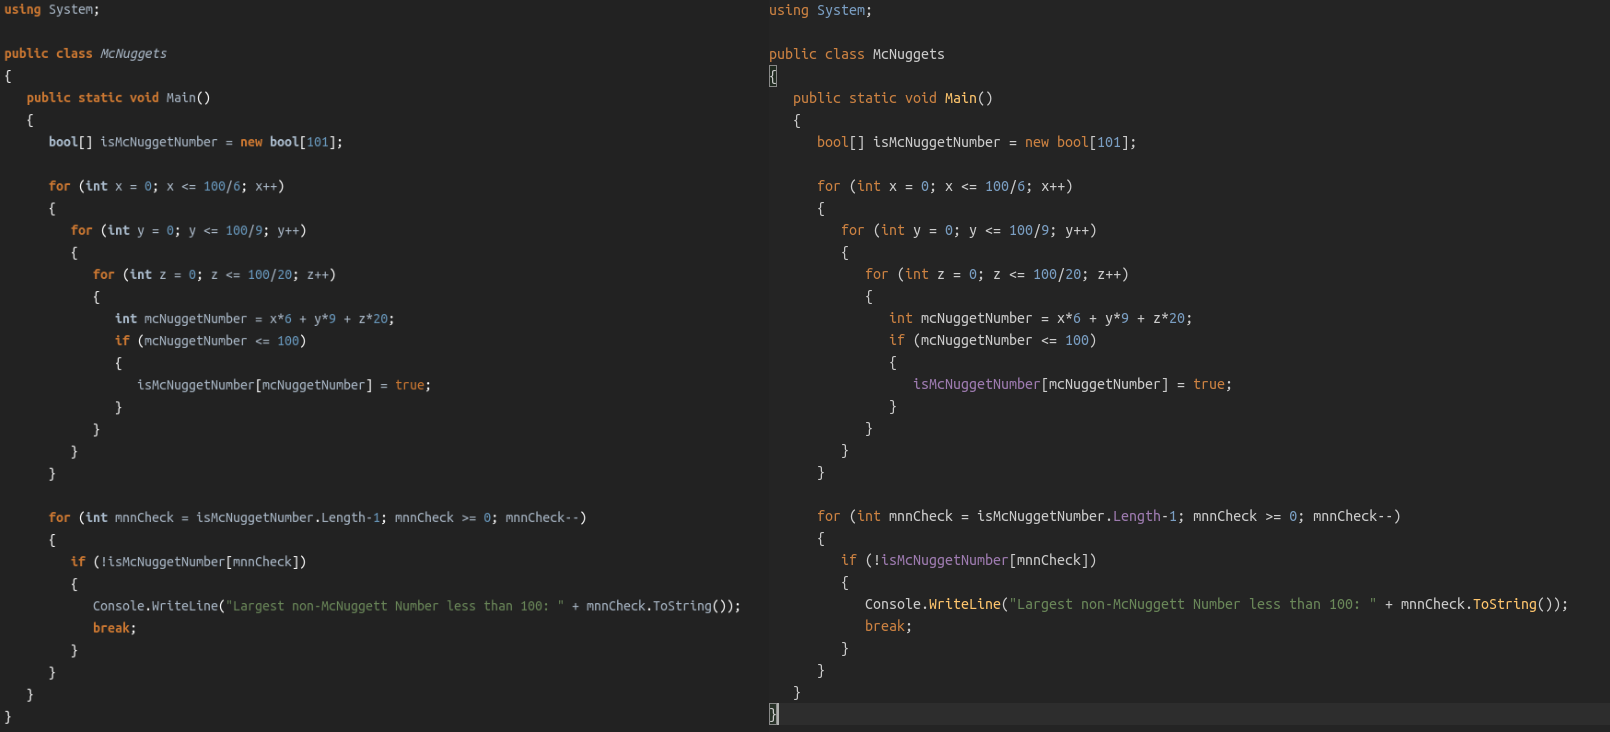 using System;
public class McNuggets
{
public static void Main()
{
bool[] isMcNuggetNumber = new bool[101];
for (int x = 0; x <= 100/6; x++)
{
for (int y = 0; y <= 100/9; y++)
{
for (int z = 0; z <= 100/20; z++)
{
int mcNuggetNumber = x*6 + y*9 + z*20;
if (mcNuggetNumber <= 100)
{
isMcNuggetNumber[mcNuggetNumber] = true;
}
}
}
}
for (int mnnCheck = isMcNuggetNumber.Length-1; mnnCheck >= 0; mnnCheck--)
{
if (!isMcNuggetNumber[mnnCheck])
{
Console.WriteLine("Largest non-McNuggett Number less than 100: " + mnnCheck.ToString());
break;
}
}
}
}
using System;
public class McNuggets
{
public static void Main()
{
bool[] isMcNuggetNumber = new bool[101];
for (int x = 0; x <= 100/6; x++)
{
for (int y = 0; y <= 100/9; y++)
{
for (int z = 0; z <= 100/20; z++)
{
int mcNuggetNumber = x*6 + y*9 + z*20;
if (mcNuggetNumber <= 100)
{
isMcNuggetNumber[mcNuggetNumber] = true;
}
}
}
}
for (int mnnCheck = isMcNuggetNumber.Length-1; mnnCheck >= 0; mnnCheck--)
{
if (!isMcNuggetNumber[mnnCheck])
{
Console.WriteLine("Largest non-McNuggett Number less than 100: " + mnnCheck.ToString());
break;
}
}
}
}